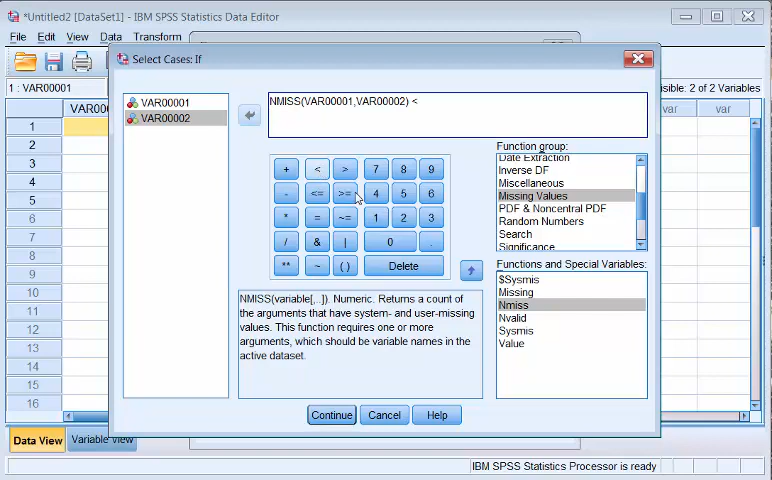 *Untitled2 [DataSet1] - IBM SPSS Statistics Data Editor
File Edit View Data Transform
Select Cases: If
1 : VAR00001
isible: 2 of 2 Variables
VAR00 var var
1
2
3
4
5
6
7
8
9
10
11
12
13
14
15
16
VAR00001
VAR00002
NMISS(VAR00001,VAR00002) <
+ < > 7 8 9
- <= >= 4 5 6
* = ~= 1 2 3
/ & | 0 .
** ~ ( ) Delete
Function group:
Date Extraction
Inverse DF
Miscellaneous
Missing Values
PDF & Noncentral PDF
Random Numbers
Search
Significance
Functions and Special Variables:
$Sysmis
Missing
Nmiss
Nvalid
Sysmis
Value
NMISS(variable[,..]). Numeric. Returns a count of
the arguments that have system- and user-missing
values. This function requires one or more
arguments, which should be variable names in the
active dataset.
Continue Cancel Help
Data View Variable View
IBM SPSS Statistics Processor is ready